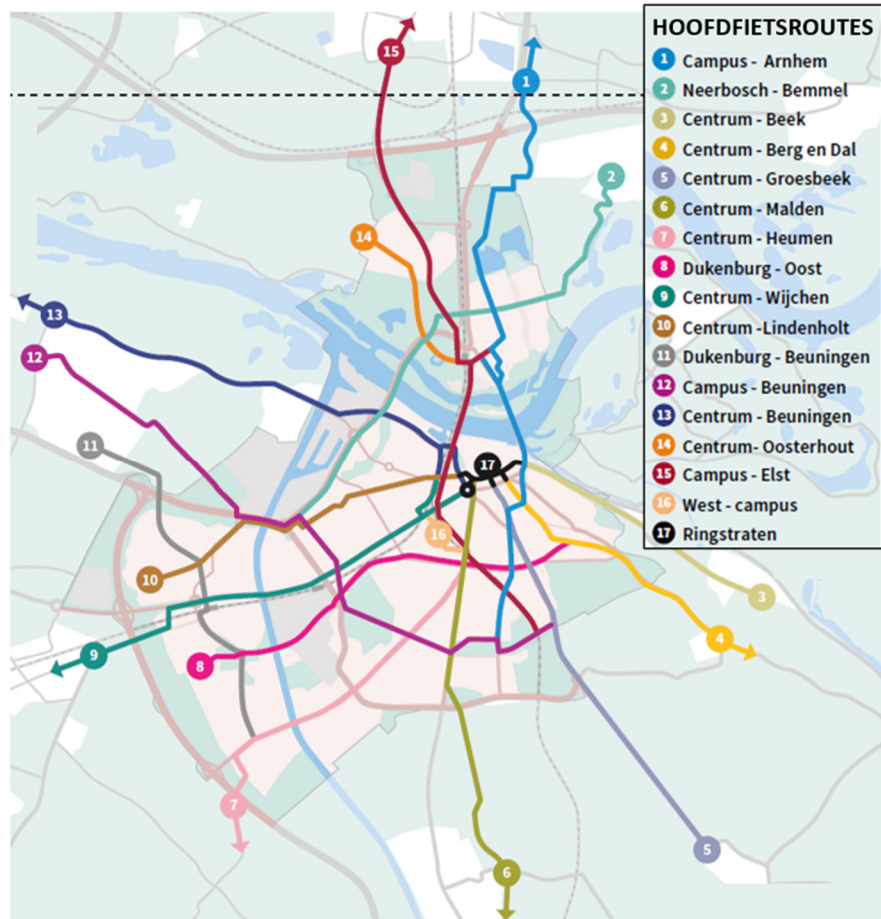 HOOFDFIETSROUTES
1 Campus - Arnhem
2 Neerbosch - Bemmel
3 Centrum - Beek
4 Centrum - Berg en Dal
5 Centrum - Groesbeek
6 Centrum - Malden
7 Centrum - Heumen
8 Dukenburg - Oost
9 Centrum - Wijchen
10 Centrum - Lindenholt
11 Dukenburg - Beuningen
12 Campus - Beuningen
13 Centrum - Beuningen
14 Centrum- Oosterhout
15 Campus - Elst
16 West - campus
17 Ringstraten
15
1
2
14
13
12
11
17
16
10
3
4
9
8
7
5
6